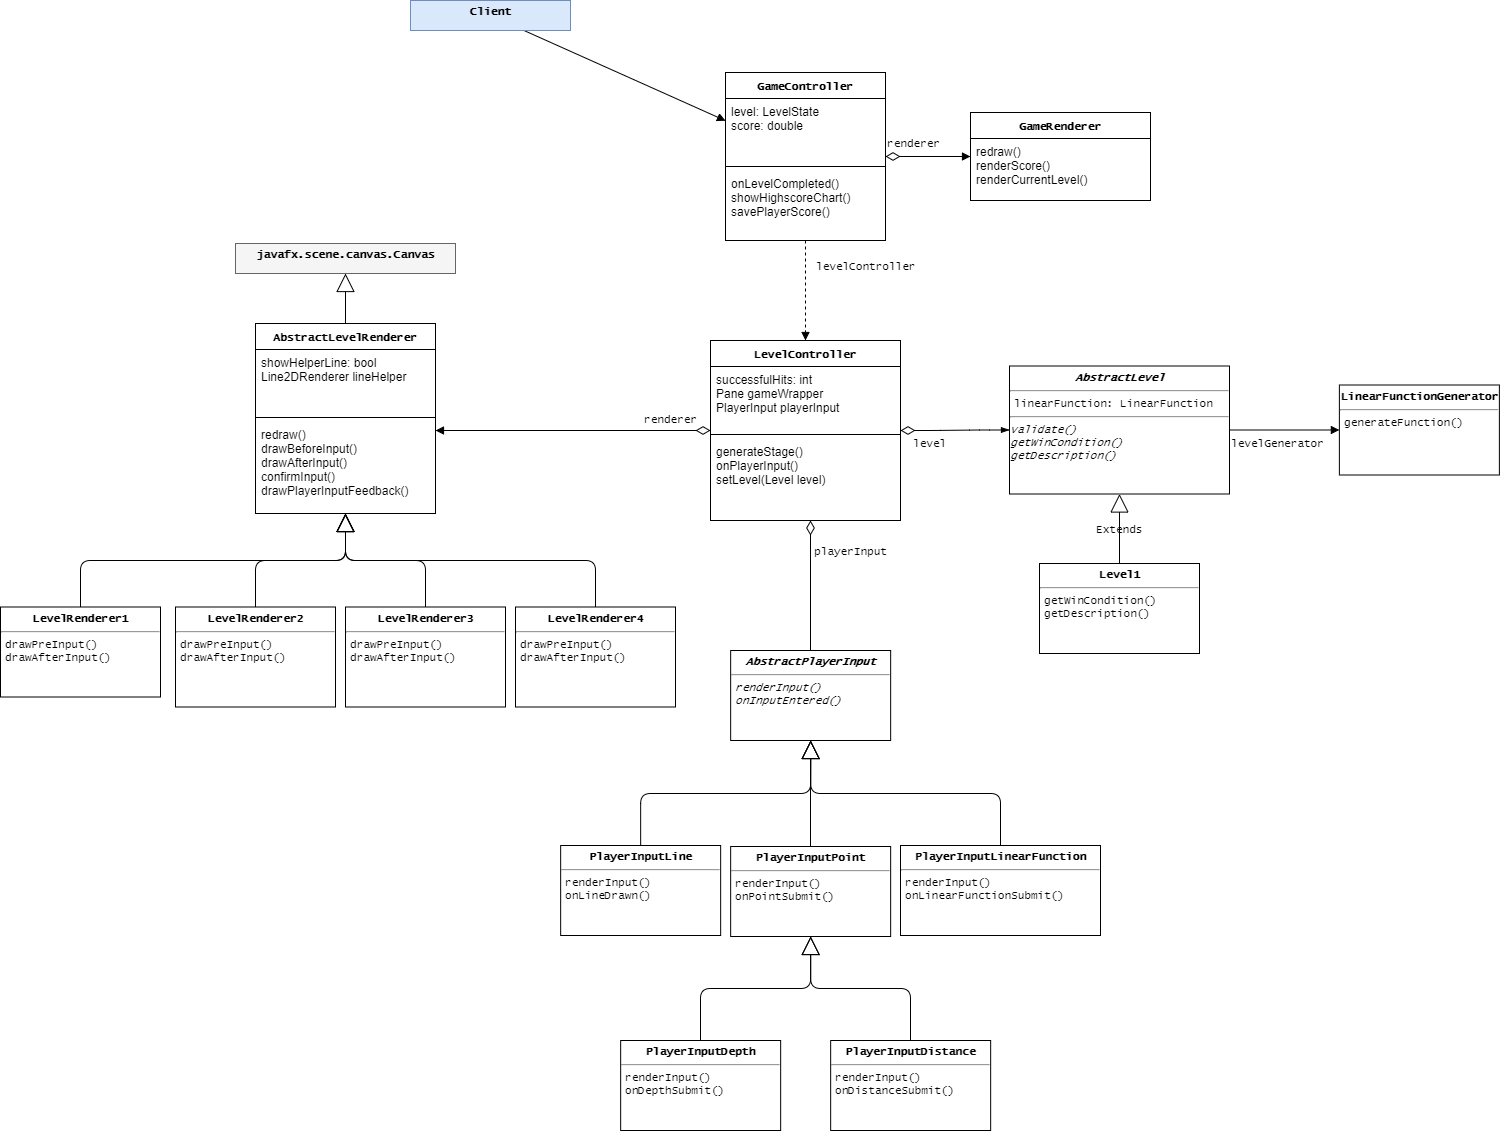 Client
GameController
level: LevelState
score: double
onLevelCompleted()
showHighscoreChart()
savePlayerScore()
renderer
GameRenderer
redraw()
renderScore()
renderCurrentLevel()
levelController
javafx.scene.canvas.Canvas
AbstractLevelRenderer
showHelperLine: bool
Line2DRenderer lineHelper
redraw()
drawBeforeInput()
drawAfterInput()
confirmInput()
drawPlayerInputFeedback()
renderer
LevelController
successfulHits: int
Pane gameWrapper
PlayerInput playerInput
generateStage()
onPlayerInput()
setLevel(Level level)
level
AbstractLevel
linearFunction: LinearFunction
validate()
getWinCondition()
getDescription()
levelGenerator
LinearFunctionGenerator
generateFunction()
Extends
Level1
getWinCondition()
getDescription()
playerInput
LevelRenderer1
drawPreInput()
drawAfterInput()
LevelRenderer2
drawPreInput()
drawAfterInput()
LevelRenderer3
drawPreInput()
drawAfterInput()
LevelRenderer4
drawPreInput()
drawAfterInput()
AbstractPlayerInput
renderInput()
onInputEntered()
PlayerInputLine
renderInput()
onLineDrawn()
PlayerInputPoint
renderInput()
onPointSubmit()
PlayerInputLinearFunction
renderInput()
onLinearFunctionSubmit()
PlayerInputDepth
renderInput()
onDepthSubmit()
PlayerInputDistance
renderInput()
onDistanceSubmit()